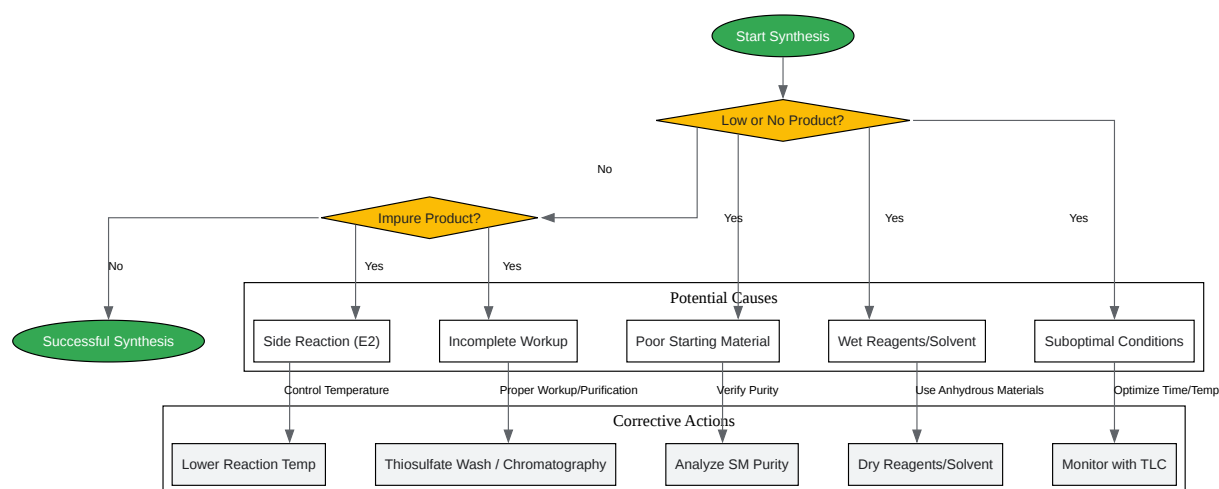 Start Synthesis
Low or No Product?
No
Impure Product?
Yes
Yes
Yes
No
Yes
Yes
Potential Causes
Successful Synthesis
Side Reaction (E2)
Incomplete Workup
Poor Starting Material
Wet Reagents/Solvent
Suboptimal Conditions
Control Temperature
Proper Workup/Purification
Verify Purity
Use Anhydrous Materials
Optimize Time/Temp
Corrective Actions
Lower Reaction Temp
Thiosulfate Wash / Chromatography
Analyze SM Purity
Dry Reagents/Solvent
Monitor with TLC